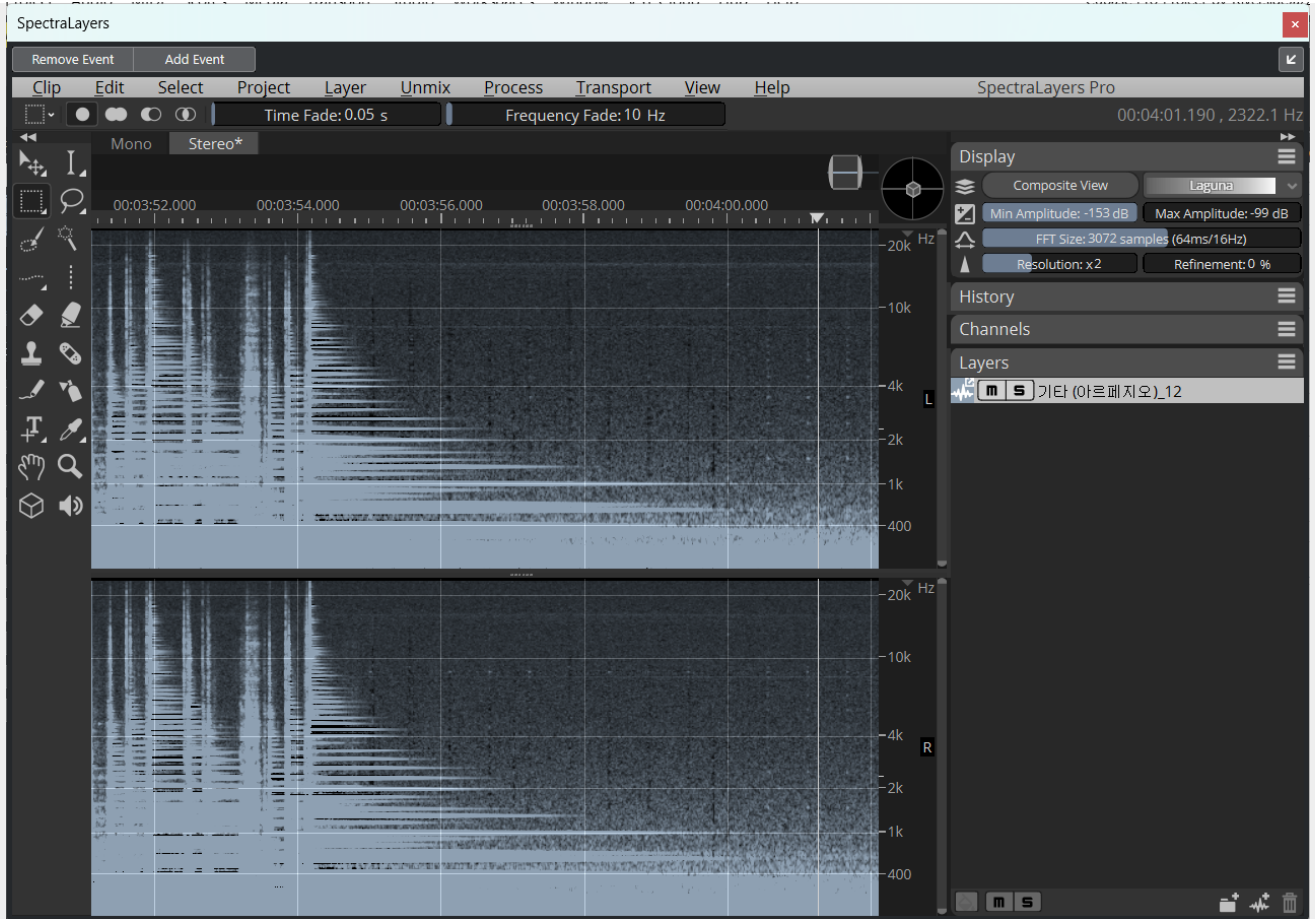 SpectraLayers
Remove Event Add Event
Clip Edit Select Project Layer Unmix Process Transport View Help SpectraLayers Pro
Time Fade: 0.05 s Frequency Fade: 10 Hz 00:04:01.190 , 2322.1 Hz
Mono Stereo*
Display
Composite View Laguna
00:03:52.000 00:03:54.000 00:03:56.000 00:03:58.000 00:04:00.000
Min Amplitude: -153 dB Max Amplitude: -99 dB
FFT Size: 3072 samples (64ms/16Hz)
Resolution: x2 Refinement: 0 %
Hz
20k
10k
4k
2k
1k
400
L
History
Channels
Layers
m S 기타 (아르페지오)_12
Hz
20k
10k
4k
2k
1k
400
R
m S